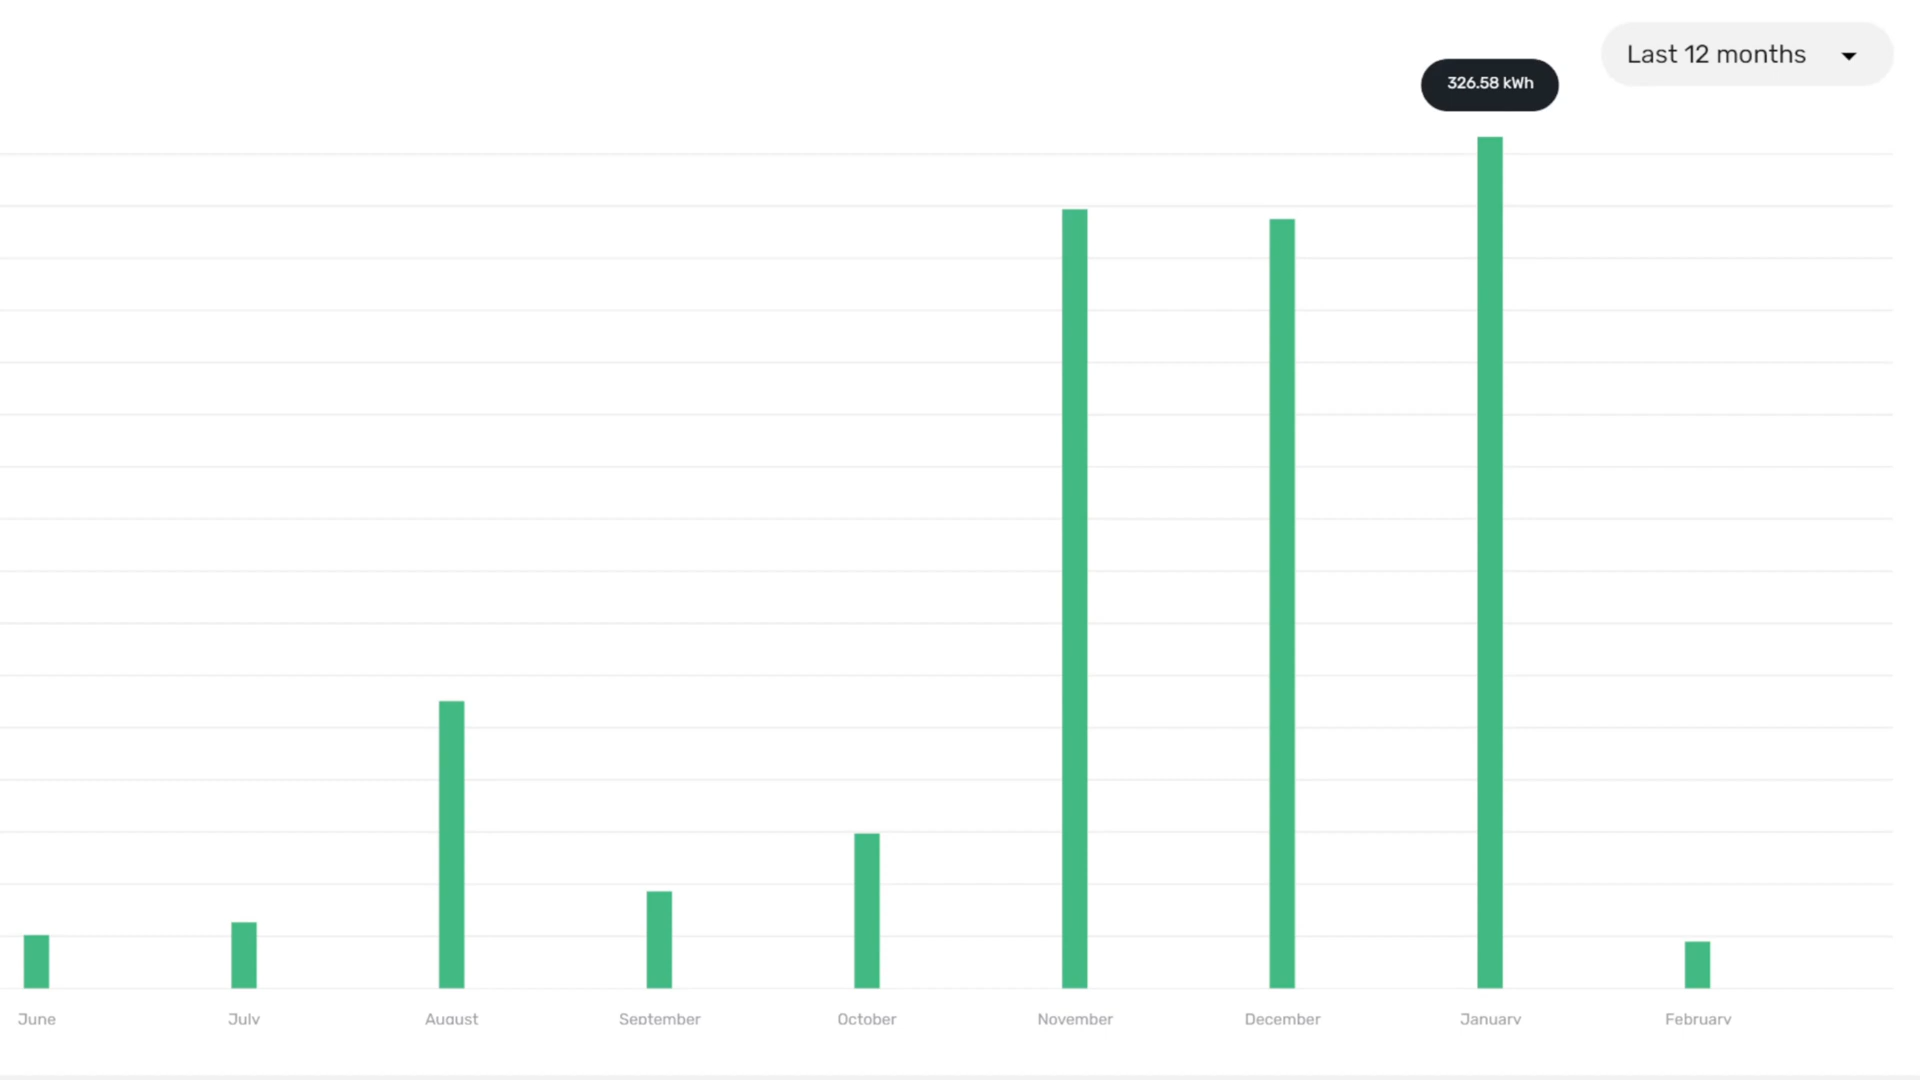 Last 12 months
326.58 kWh
June
July
August
September
October
November
December
January
February